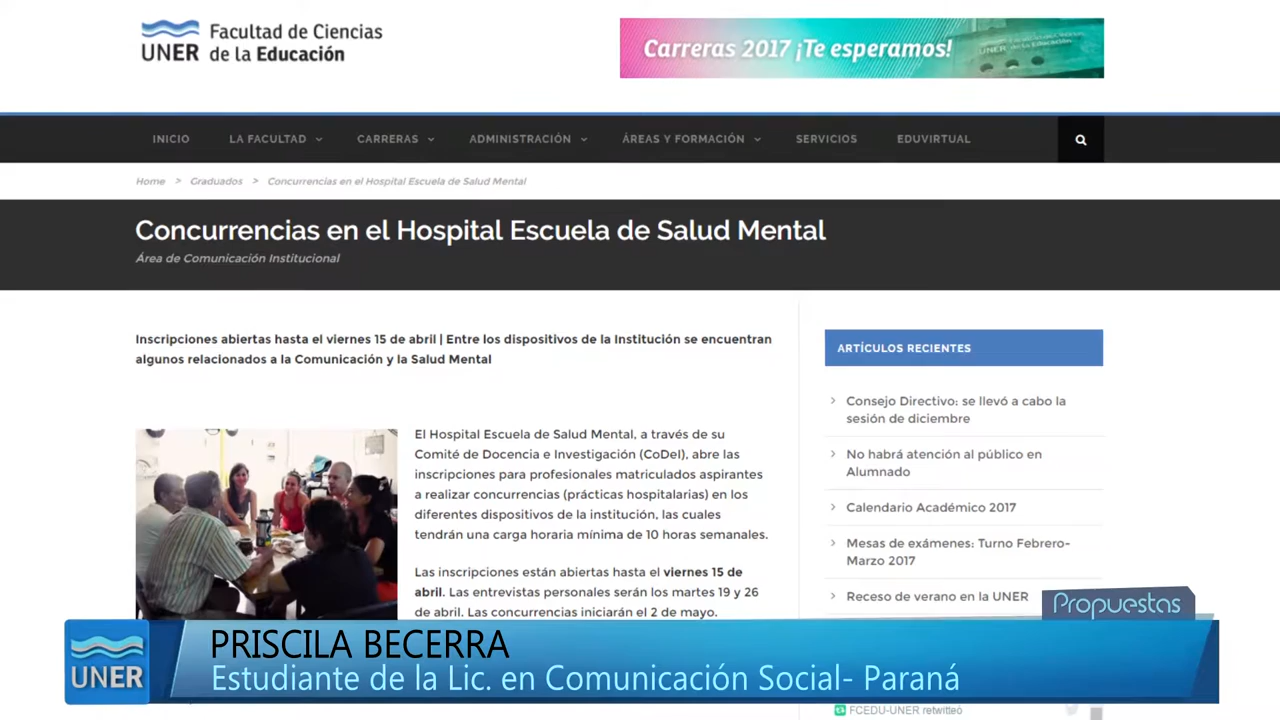 UNER
Facultad de Ciencias
de la Educación
Carreras 2017 ¡Te esperamos!
INICIO
LA FACULTAD
CARRERAS
ADMINISTRACIÓN
ÁREAS Y FORMACIÓN
SERVICIOS
EDUVIRTUAL
Home > Graduados > Concurrencias en el Hospital Escuela de Salud Mental
Concurrencias en el Hospital Escuela de Salud Mental
Área de Comunicación Institucional
Inscripciones abiertas hasta el viernes 15 de abril | Entre los dispositivos de la Institución se encuentran
algunos relacionados a la Comunicación y la Salud Mental
El Hospital Escuela de Salud Mental, a través de su
Comité de Docencia e Investigación (CoDeI), abre las
inscripciones para profesionales matriculados aspirantes
a realizar concurrencias (prácticas hospitalarias) en los
diferentes dispositivos de la institución, las cuales
tendrán una carga horaria mínima de 10 horas semanales.
Las inscripciones están abiertas hasta el viernes 15 de
abril. Las entrevistas personales serán los martes 19 y 26
de abril. Las concurrencias iniciarán el 2 de mayo.
ARTÍCULOS RECIENTES
Consejo Directivo: se llevó a cabo la
sesión de diciembre
No habrá atención al público en
Alumnado
Calendario Académico 2017
Mesas de exámenes: Turno Febrero-
Marzo 2017
Receso de verano en la UNER
Propuestas
UNER
PRISCILA BECERRA
Estudiante de la Lic. en Comunicación Social- Paraná
FCEDU-UNER retwitteó